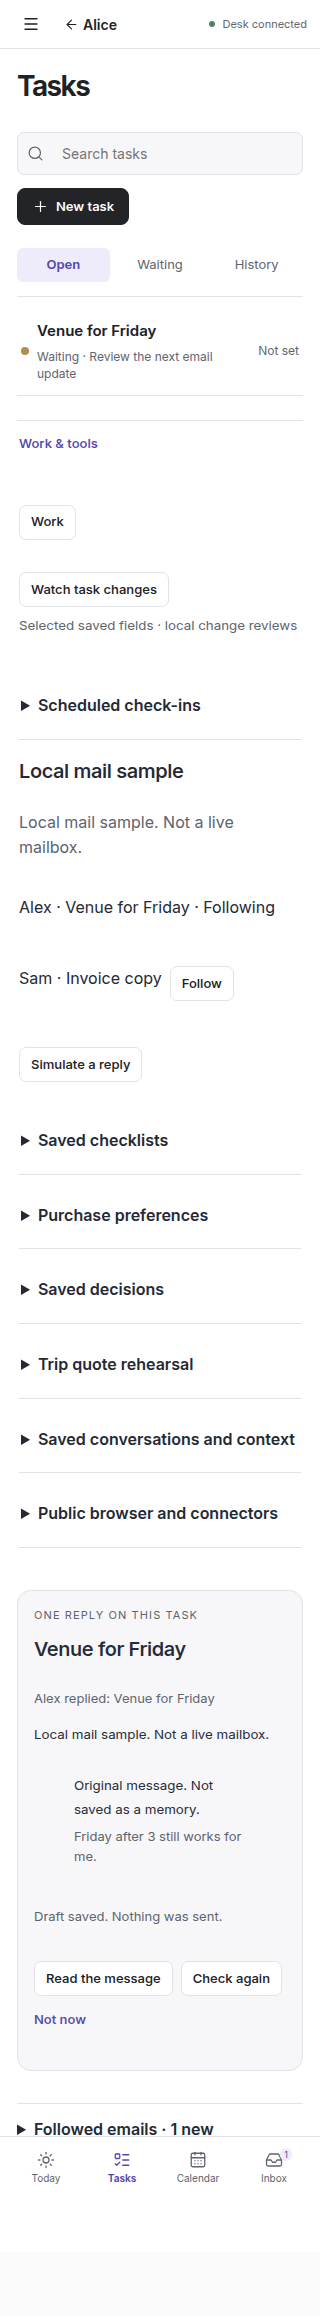 Alice
Desk connected
Tasks
Search tasks
New task
Open
Waiting
History
Venue for Friday
Waiting · Review the next email
update
Not set
Work & tools
Work
Watch task changes
Selected saved fields · local change reviews
Scheduled check-ins
Local mail sample
Local mail sample. Not a live
mailbox.
Alex · Venue for Friday · Following
Sam · Invoice copy
Follow
Simulate a reply
Saved checklists
Purchase preferences
Saved decisions
Trip quote rehearsal
Saved conversations and context
Public browser and connectors
ONE REPLY ON THIS TASK
Venue for Friday
Alex replied: Venue for Friday
Local mail sample. Not a live mailbox.
Original message. Not
saved as a memory.
Friday after 3 still works for
me.
Draft saved. Nothing was sent.
Read the message
Check again
Not now
Followed emails · 1 new
Today
Tasks
Calendar
Inbox
1